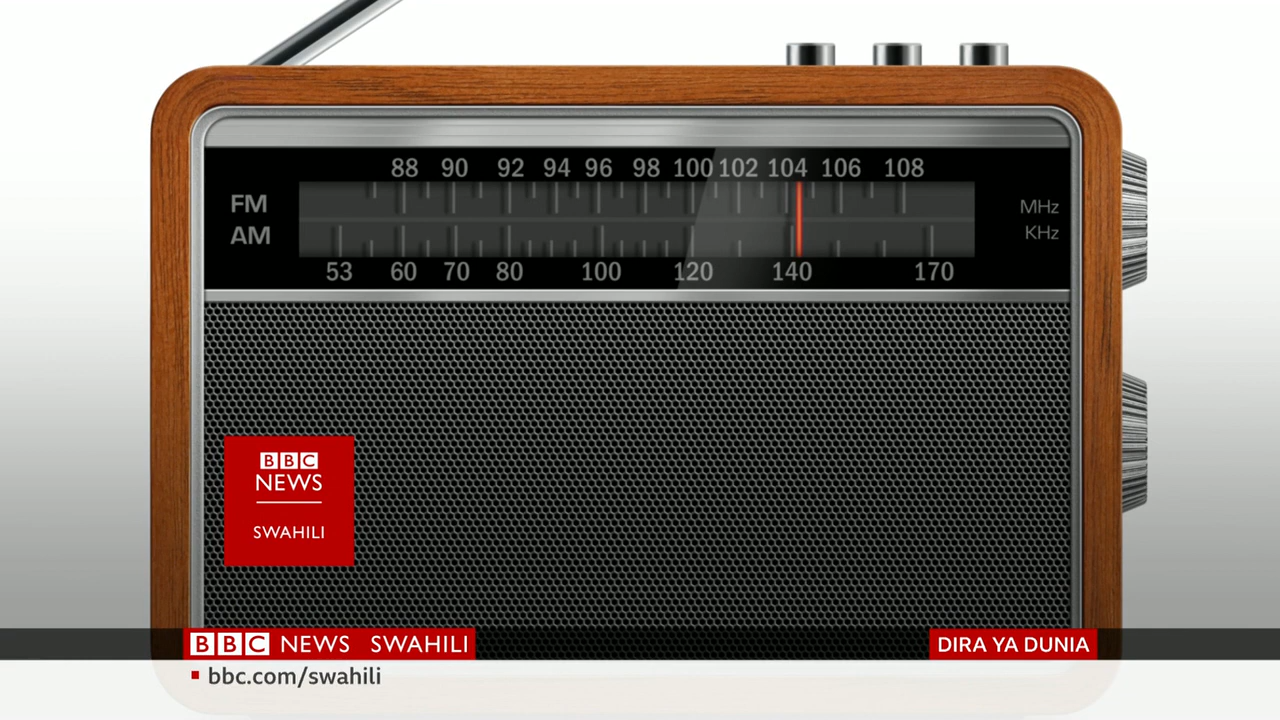 88 90 92 94 96 98 100 102 104 106 108
FM MHz
AM KHz
53 60 70 80 100 120 140 170
BBC
NEWS
SWAHILI
BBC NEWS SWAHILI
DIRA YA DUNIA
bbc.com/swahili